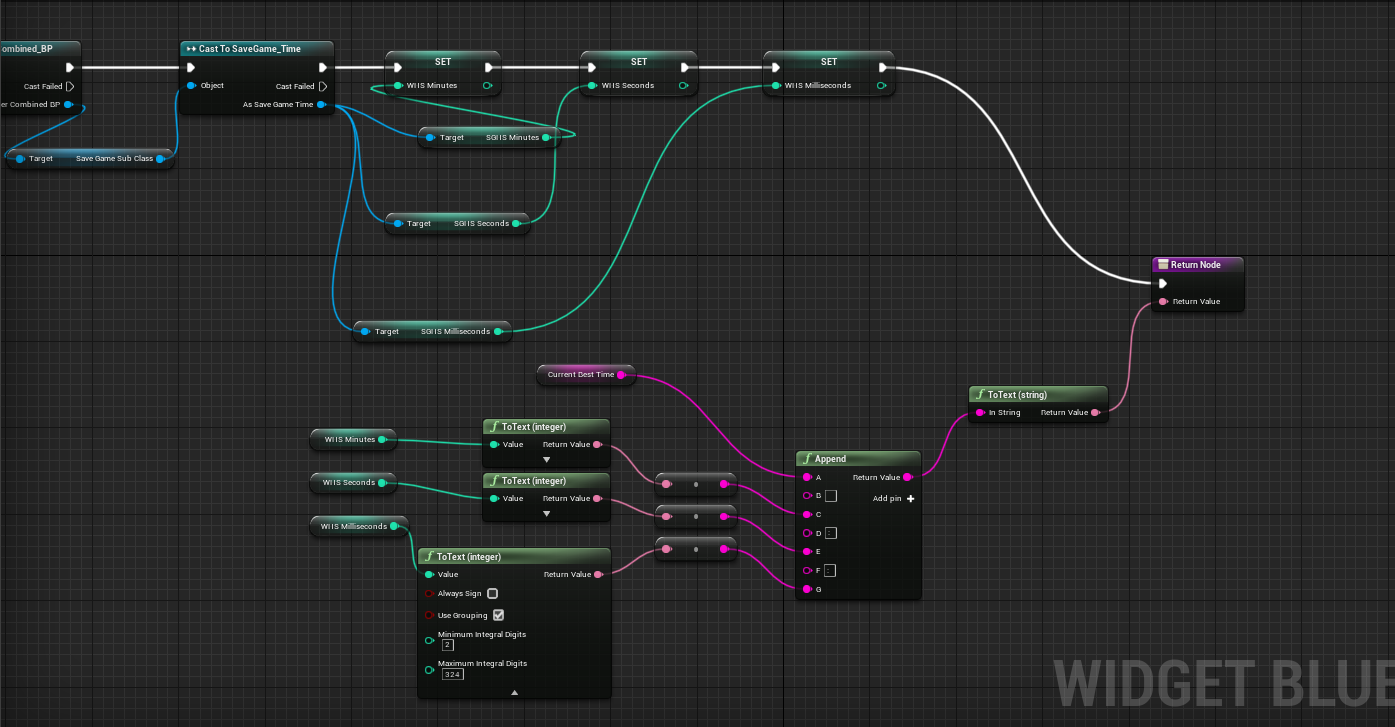 ombined_BP
Cast Failed
er Combined BP
Target
Save Game Sub Class
Cast To SaveGame_Time
Object
Cast Failed
As Save Game Time
SET
WIIS Minutes
SET
WIIS Seconds
SET
WIIS Milliseconds
Target
SGIIS Minutes
Target
SGIIS Seconds
Target
SGIIS Milliseconds
Return Node
Return Value
Current Best Time
ToText (string)
In String
Return Value
WIIS Minutes
ToText (integer)
Value
Return Value
WIIS Seconds
ToText (integer)
Value
Return Value
WIIS Milliseconds
ToText (integer)
Value
Return Value
Always Sign
Use Grouping
Minimum Integral Digits
2
Maximum Integral Digits
324
Append
A
Return Value
B
Add pin
C
D :
E
F :
G
WIDGET BLUE